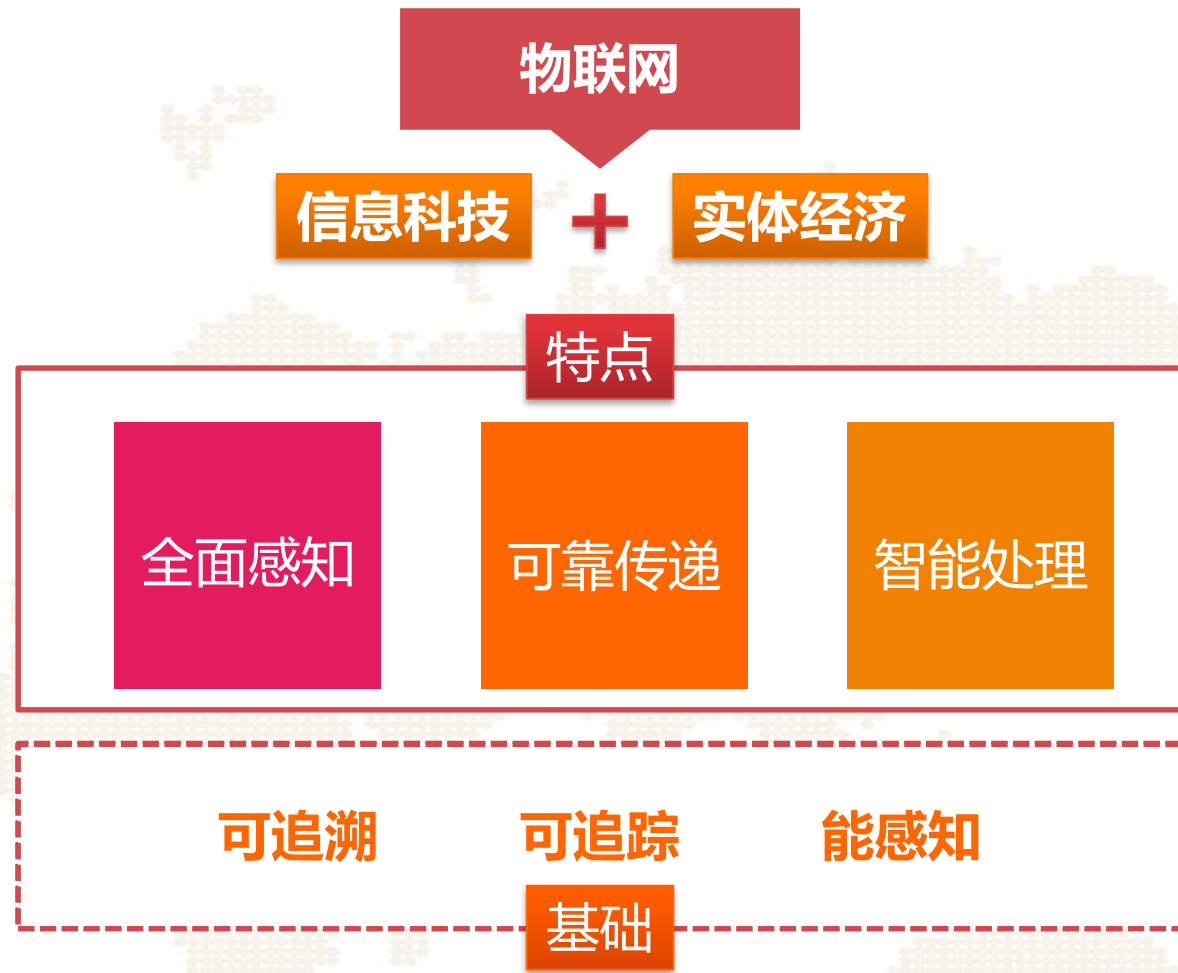 物联网
信息科技 + 实体经济
特点
全面感知 可靠传递 智能处理
可追溯 可追踪 能感知
基础